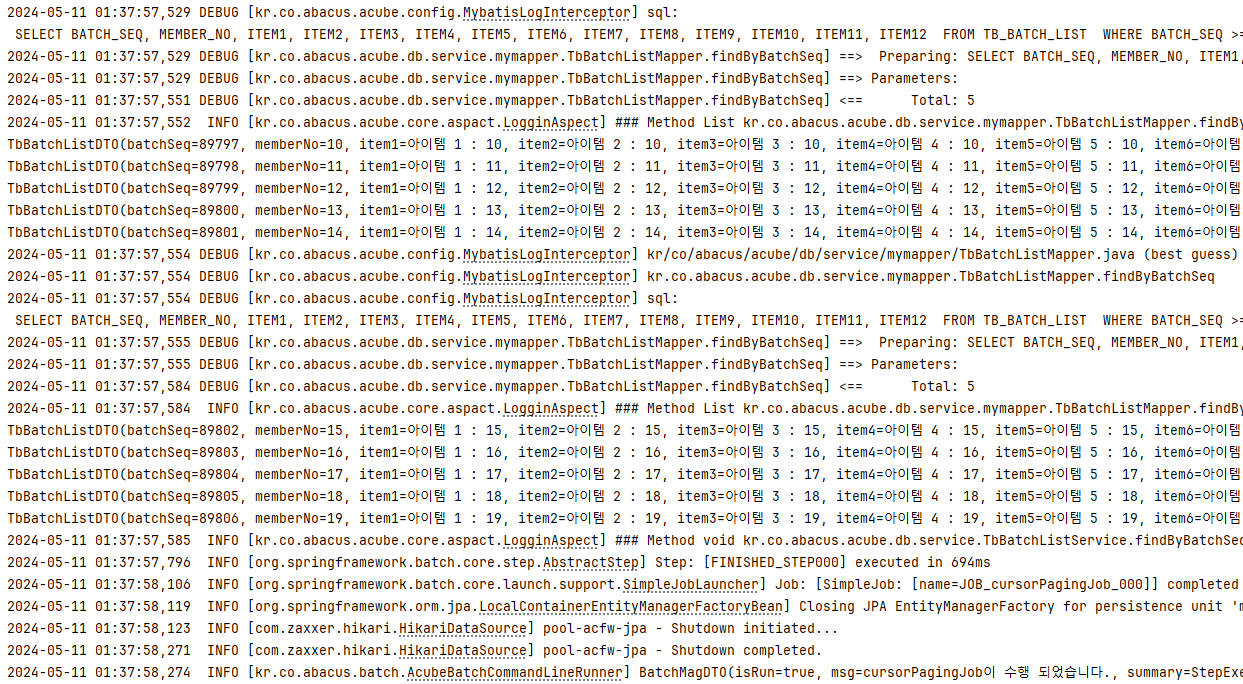 2024-05-11 01:37:57,529 DEBUG [kr.co.abacus.acube.config.MybatisLogInterceptor] sql:
SELECT BATCH_SEQ, MEMBER_NO, ITEM1, ITEM2, ITEM3, ITEM4, ITEM5, ITEM6, ITEM7, ITEM8, ITEM9, ITEM10, ITEM11, ITEM12  FROM TB_BATCH_LIST  WHERE BATCH_SEQ >=
2024-05-11 01:37:57,529 DEBUG [kr.co.abacus.acube.db.service.mymapper.TbBatchListMapper.findByBatchSeq] ==>  Preparing: SELECT BATCH_SEQ, MEMBER_NO, ITEM1,
2024-05-11 01:37:57,529 DEBUG [kr.co.abacus.acube.db.service.mymapper.TbBatchListMapper.findByBatchSeq] ==> Parameters:
2024-05-11 01:37:57,551 DEBUG [kr.co.abacus.acube.db.service.mymapper.TbBatchListMapper.findByBatchSeq] <==      Total: 5
2024-05-11 01:37:57,552  INFO [kr.co.abacus.acube.core.aspact.LogginAspect] ### Method List kr.co.abacus.acube.db.service.mymapper.TbBatchListMapper.findBy
TbBatchListDTO(batchSeq=89797, memberNo=10, item1=아이템 1 : 10, item2=아이템 2 : 10, item3=아이템 3 : 10, item4=아이템 4 : 10, item5=아이템 5 : 10, item6=아이템
TbBatchListDTO(batchSeq=89798, memberNo=11, item1=아이템 1 : 11, item2=아이템 2 : 11, item3=아이템 3 : 11, item4=아이템 4 : 11, item5=아이템 5 : 11, item6=아이템
TbBatchListDTO(batchSeq=89799, memberNo=12, item1=아이템 1 : 12, item2=아이템 2 : 12, item3=아이템 3 : 12, item4=아이템 4 : 12, item5=아이템 5 : 12, item6=아이템
TbBatchListDTO(batchSeq=89800, memberNo=13, item1=아이템 1 : 13, item2=아이템 2 : 13, item3=아이템 3 : 13, item4=아이템 4 : 13, item5=아이템 5 : 13, item6=아이템
TbBatchListDTO(batchSeq=89801, memberNo=14, item1=아이템 1 : 14, item2=아이템 2 : 14, item3=아이템 3 : 14, item4=아이템 4 : 14, item5=아이템 5 : 14, item6=아이템
2024-05-11 01:37:57,554 DEBUG [kr.co.abacus.acube.config.MybatisLogInterceptor] kr/co/abacus/acube/db/service/mymapper/TbBatchListMapper.java (best guess)
2024-05-11 01:37:57,554 DEBUG [kr.co.abacus.acube.config.MybatisLogInterceptor] kr.co.abacus.acube.db.service.mymapper.TbBatchListMapper.findByBatchSeq
2024-05-11 01:37:57,554 DEBUG [kr.co.abacus.acube.config.MybatisLogInterceptor] sql:
SELECT BATCH_SEQ, MEMBER_NO, ITEM1, ITEM2, ITEM3, ITEM4, ITEM5, ITEM6, ITEM7, ITEM8, ITEM9, ITEM10, ITEM11, ITEM12  FROM TB_BATCH_LIST  WHERE BATCH_SEQ >=
2024-05-11 01:37:57,555 DEBUG [kr.co.abacus.acube.db.service.mymapper.TbBatchListMapper.findByBatchSeq] ==>  Preparing: SELECT BATCH_SEQ, MEMBER_NO, ITEM1,
2024-05-11 01:37:57,555 DEBUG [kr.co.abacus.acube.db.service.mymapper.TbBatchListMapper.findByBatchSeq] ==> Parameters:
2024-05-11 01:37:57,584 DEBUG [kr.co.abacus.acube.db.service.mymapper.TbBatchListMapper.findByBatchSeq] <==      Total: 5
2024-05-11 01:37:57,584  INFO [kr.co.abacus.acube.core.aspact.LogginAspect] ### Method List kr.co.abacus.acube.db.service.mymapper.TbBatchListMapper.findBy
TbBatchListDTO(batchSeq=89802, memberNo=15, item1=아이템 1 : 15, item2=아이템 2 : 15, item3=아이템 3 : 15, item4=아이템 4 : 15, item5=아이템 5 : 15, item6=아이템
TbBatchListDTO(batchSeq=89803, memberNo=16, item1=아이템 1 : 16, item2=아이템 2 : 16, item3=아이템 3 : 16, item4=아이템 4 : 16, item5=아이템 5 : 16, item6=아이템
TbBatchListDTO(batchSeq=89804, memberNo=17, item1=아이템 1 : 17, item2=아이템 2 : 17, item3=아이템 3 : 17, item4=아이템 4 : 17, item5=아이템 5 : 17, item6=아이템
TbBatchListDTO(batchSeq=89805, memberNo=18, item1=아이템 1 : 18, item2=아이템 2 : 18, item3=아이템 3 : 18, item4=아이템 4 : 18, item5=아이템 5 : 18, item6=아이템
TbBatchListDTO(batchSeq=89806, memberNo=19, item1=아이템 1 : 19, item2=아이템 2 : 19, item3=아이템 3 : 19, item4=아이템 4 : 19, item5=아이템 5 : 19, item6=아이템
2024-05-11 01:37:57,585  INFO [kr.co.abacus.acube.core.aspact.LogginAspect] ### Method void kr.co.abacus.acube.db.service.TbBatchListService.findByBatchSeq
2024-05-11 01:37:57,796  INFO [org.springframework.batch.core.step.AbstractStep] Step: [FINISHED_STEP000] executed in 694ms
2024-05-11 01:37:58,106  INFO [org.springframework.batch.core.launch.support.SimpleJobLauncher] Job: [SimpleJob: [name=JOB_cursorPagingJob_000]] completed
2024-05-11 01:37:58,119  INFO [org.springframework.orm.jpa.LocalContainerEntityManagerFactoryBean] Closing JPA EntityManagerFactory for persistence unit '
2024-05-11 01:37:58,123  INFO [com.zaxxer.hikari.HikariDataSource] pool-acfw-jpa - Shutdown initiated...
2024-05-11 01:37:58,271  INFO [com.zaxxer.hikari.HikariDataSource] pool-acfw-jpa - Shutdown completed.
2024-05-11 01:37:58,274  INFO [kr.co.abacus.batch.AcubeBatchCommandLineRunner] BatchMagDTO(isRun=true, msg=cursorPagingJob이 수행 되었습니다., summary=StepExe